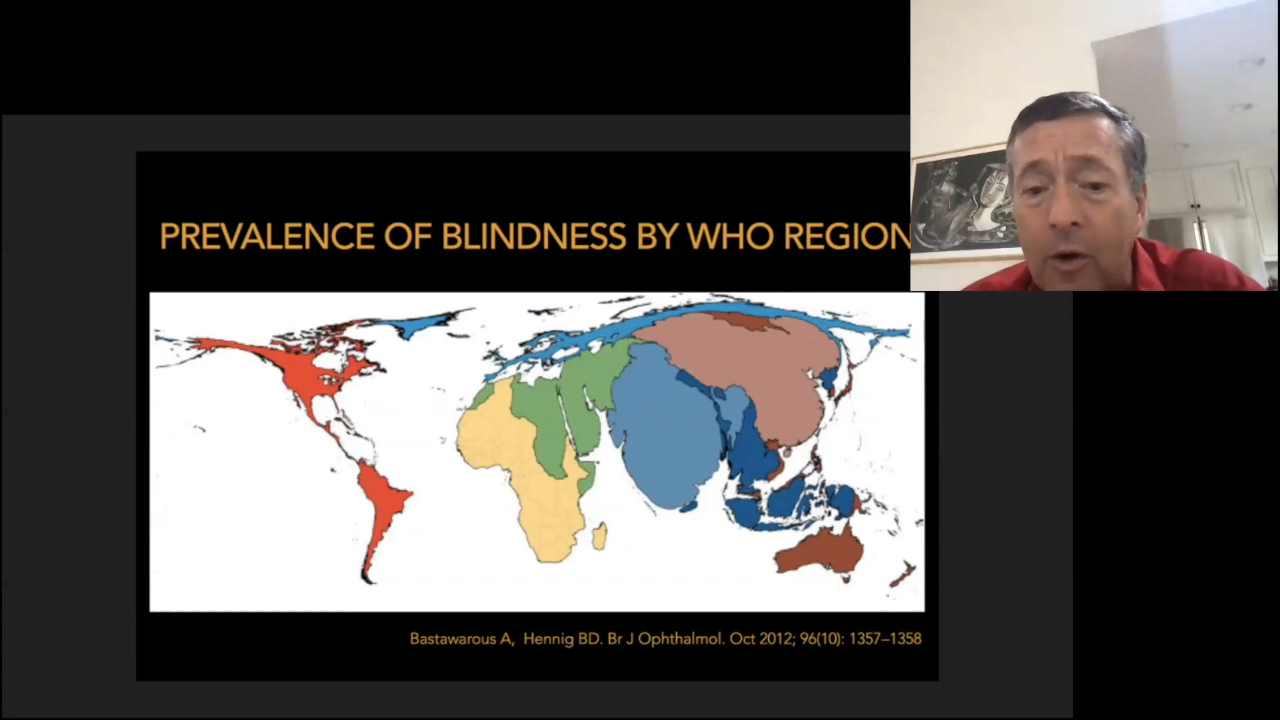 PREVALENCE OF BLINDNESS BY WHO REGION
Bastawarous A, Hennig BD. Br J Ophthalmol. Oct 2012; 96(10): 1357–1358